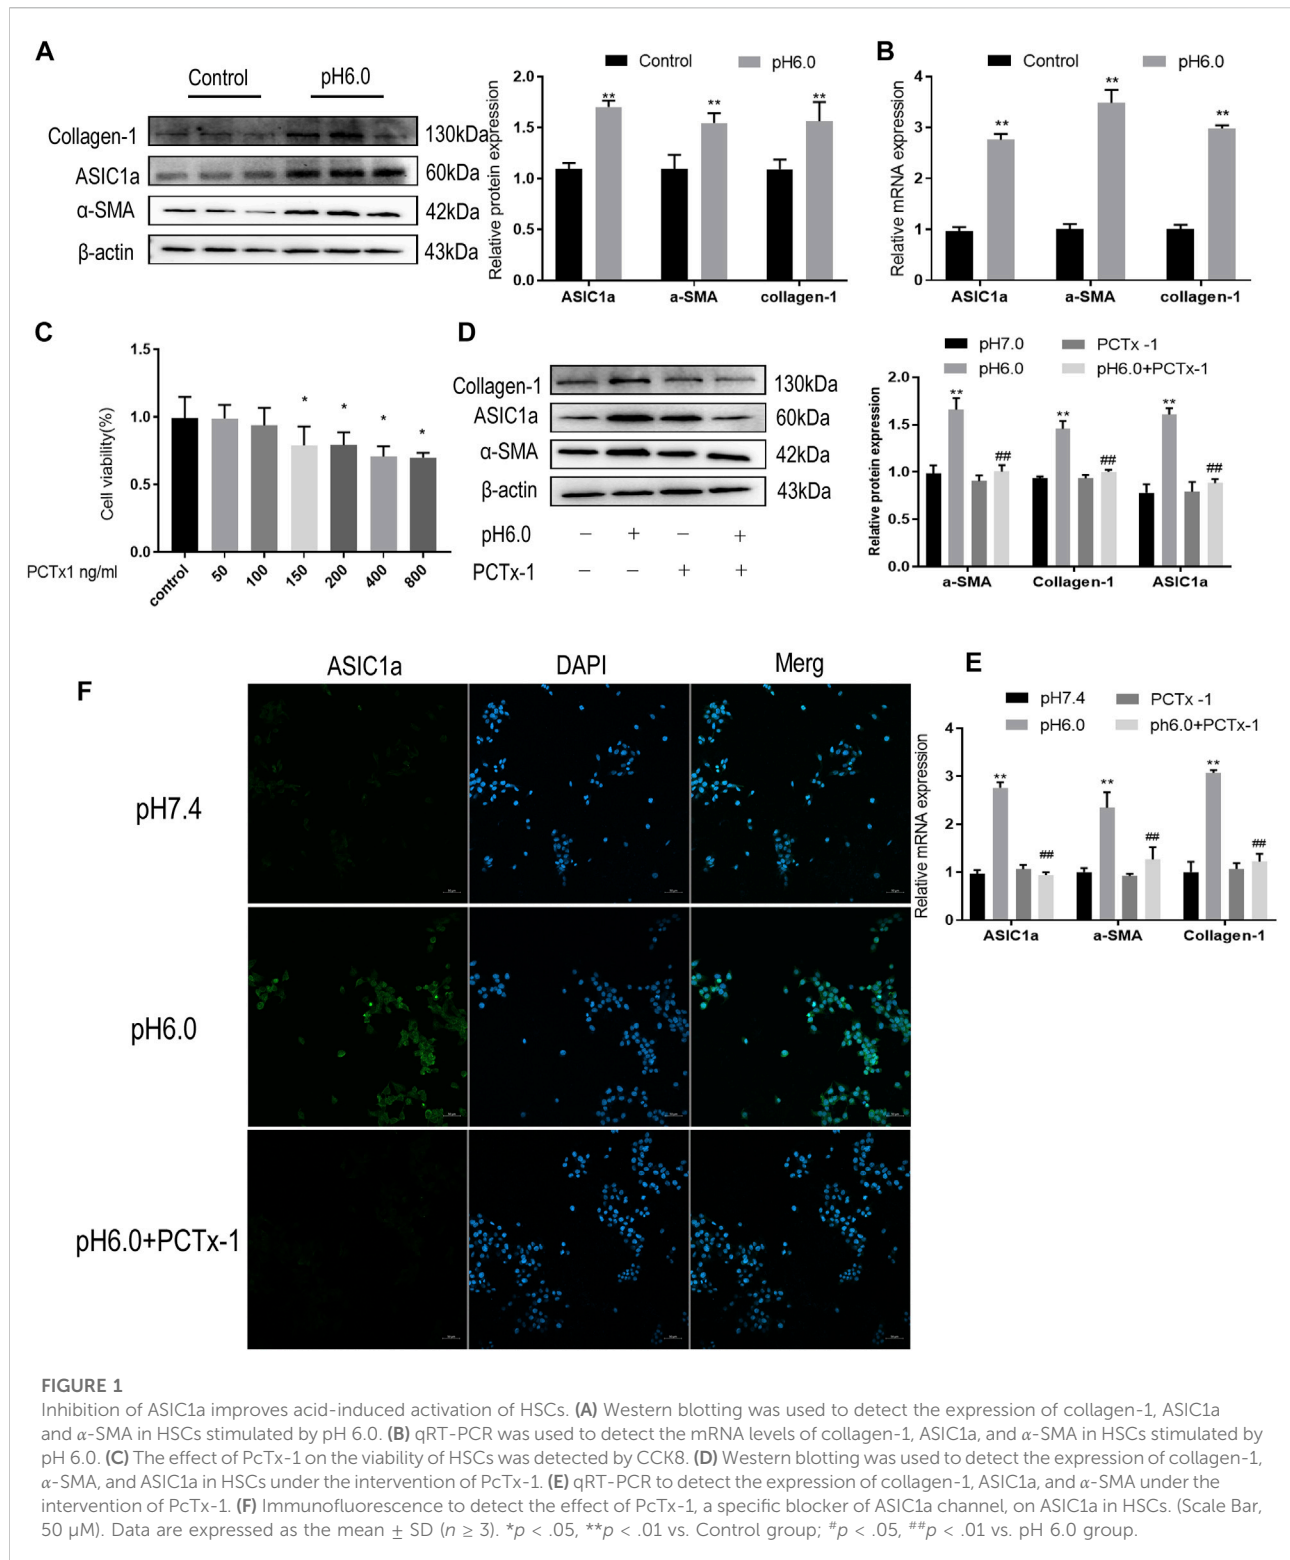 A
Control pH6.0
Collagen-1 130kDa
ASIC1a 60kDa
α-SMA 42kDa
β-actin 43kDa
Control pH6.0
Relative protein expression
2.0
1.5
1.0
0.5
0.0
** ** **
ASIC1a a-SMA collagen-1
B
Control pH6.0
Relative mRNA expression
4
3
2
1
0
** ** **
ASIC1a a-SMA collagen-1
C
Cell viability(%)
1.5
1.0
0.5
0.0
* * * *
PCTx1 ng/ml control 50 100 150 200 400 800
D
Collagen-1 130kDa
ASIC1a 60kDa
α-SMA 42kDa
β-actin 43kDa
pH6.0 − + − +
PCTx-1 − − + +
pH7.0 PCTx -1
pH6.0 pH6.0+PCTx-1
Relative protein expression
2.0
1.5
1.0
0.5
0.0
** ## ** ## ** ##
a-SMA Collagen-1 ASIC1a
F
ASIC1a DAPI Merg
pH7.4
pH6.0
pH6.0+PCTx-1
E
pH7.4 PCTx -1
pH6.0 ph6.0+PCTx-1
Relative mRNA expression
4
3
2
1
0
** ## ** ## ** ##
ASIC1a a-SMA Collagen-1
FIGURE 1
Inhibition of ASIC1a improves acid-induced activation of HSCs. (A) Western blotting was used to detect the expression of collagen-1, ASIC1a
and α-SMA in HSCs stimulated by pH 6.0. (B) qRT-PCR was used to detect the mRNA levels of collagen-1, ASIC1a, and α-SMA in HSCs stimulated by
pH 6.0. (C) The effect of PcTx-1 on the viability of HSCs was detected by CCK8. (D) Western blotting was used to detect the expression of collagen-1,
α-SMA, and ASIC1a in HSCs under the intervention of PcTx-1. (E) qRT-PCR to detect the expression of collagen-1, ASIC1a, and α-SMA under the
intervention of PcTx-1. (F) Immunofluorescence to detect the effect of PcTx-1, a specific blocker of ASIC1a channel, on ASIC1a in HSCs. (Scale Bar,
50 μM). Data are expressed as the mean ± SD (n ≥ 3). *p < .05, **p < .01 vs. Control group; #p < .05, ##p < .01 vs. pH 6.0 group.